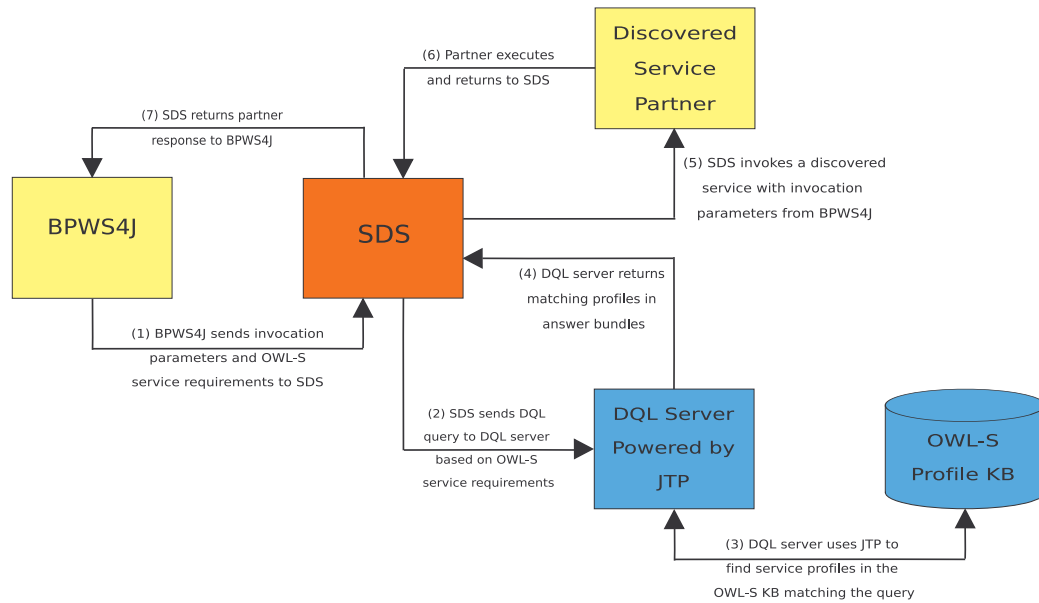 Discovered
Service
Partner
(6) Partner executes
and returns to SDS
(7) SDS returns partner
response to BPWS4J
BPWS4J
SDS
(5) SDS invokes a discovered
service with invocation
parameters from BPWS4J
(4) DQL server returns
matching profiles in
answer bundles
(1) BPWS4J sends invocation
parameters and OWL-S
service requirements to SDS
(2) SDS sends DQL
query to DQL server
based on OWL-S
service requirements
DQL Server
Powered by
JTP
OWL-S
Profile KB
(3) DQL server uses JTP to
find service profiles in the
OWL-S KB matching the query